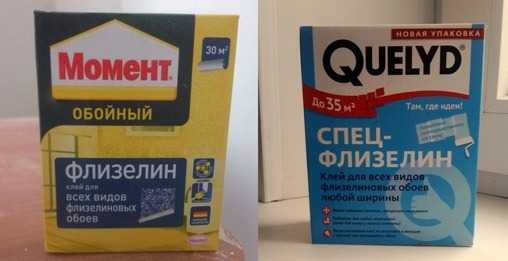 30 м²
Момент
ОБОЙНЫЙ
ФЛИЗЕЛИН
КЛЕЙ ДЛЯ
ВСЕХ ВИДОВ
ФЛИЗЕЛИНОВЫХ
ОБОЕВ
НОВАЯ УПАКОВКА
QUELYD
До 35 м²
Там, где идеи!
СПЕЦ-
ФЛИЗЕЛИН
Клей для всех видов
флизелиновых обоев
любой ширины